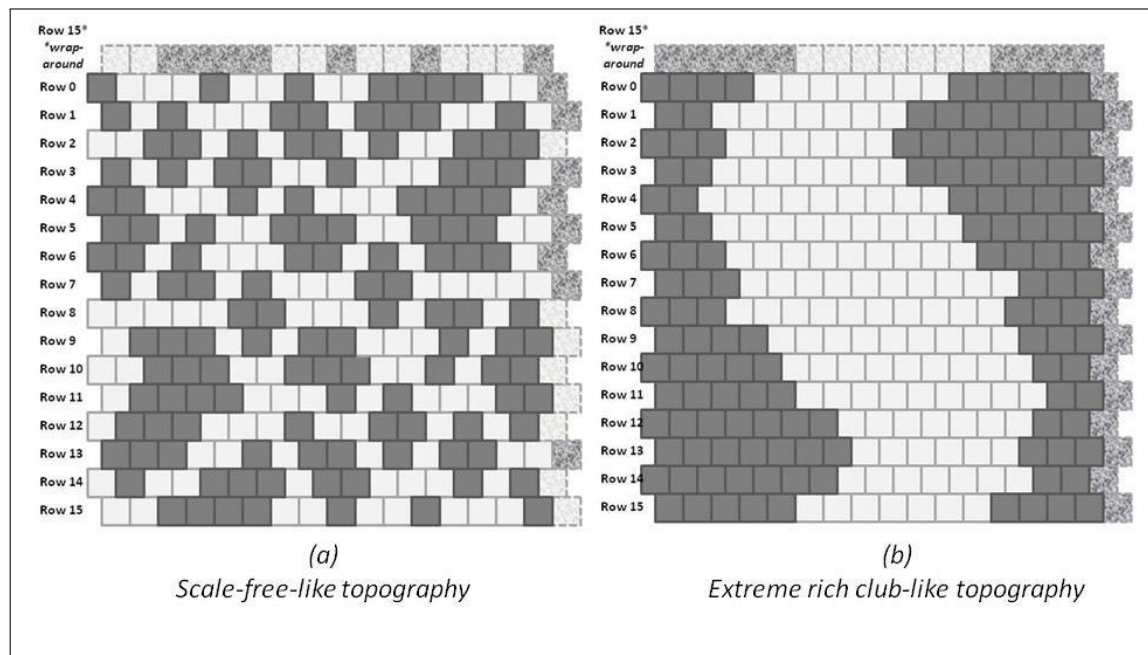 Row 15*
*wrap-
around
Row 0
Row 1
Row 2
Row 3
Row 4
Row 5
Row 6
Row 7
Row 8
Row 9
Row 10
Row 11
Row 12
Row 13
Row 14
Row 15
(a)
Scale-free-like topography
Row 15*
*wrap-
around
Row 0
Row 1
Row 2
Row 3
Row 4
Row 5
Row 6
Row 7
Row 8
Row 9
Row 10
Row 11
Row 12
Row 13
Row 14
Row 15
(b)
Extreme rich club-like topography